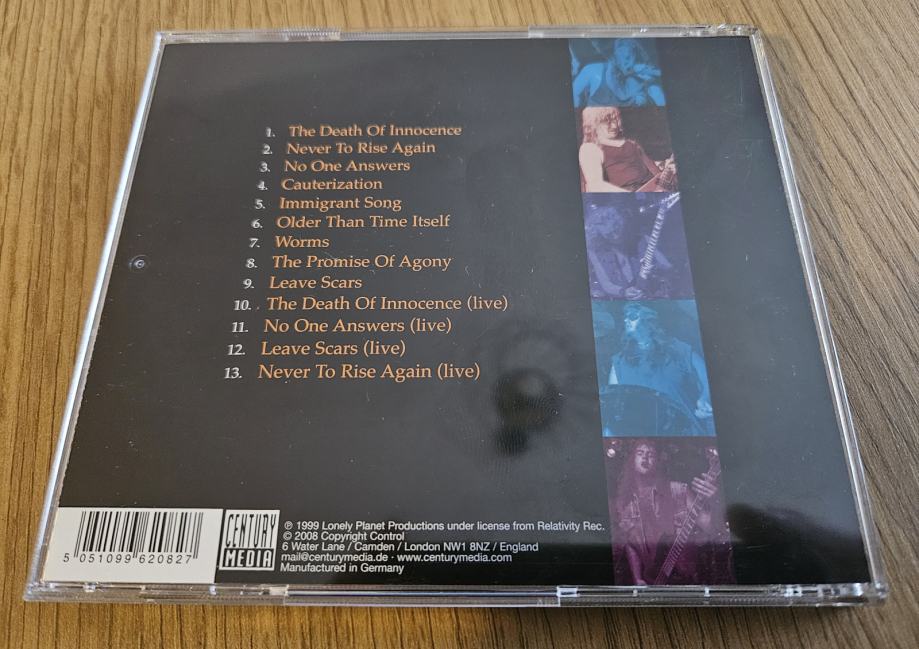 1. The Death Of Innocence
2. Never To Rise Again
3. No One Answers
4. Cauterization
5. Immigrant Song
6. Older Than Time Itself
7. Worms
8. The Promise Of Agony
9. Leave Scars
10. The Death Of Innocence (live)
11. No One Answers (live)
12. Leave Scars (live)
13. Never To Rise Again (live)
5 051099 620827
CENTURY
MEDIA
℗ 1999 Lonely Planet Productions under license from Relativity Rec.
© 2008 Copyright Control
6 Water Lane / Camden / London NW1 8NZ / England
mail@centurymedia.de · www.centurymedia.com
Manufactured in Germany